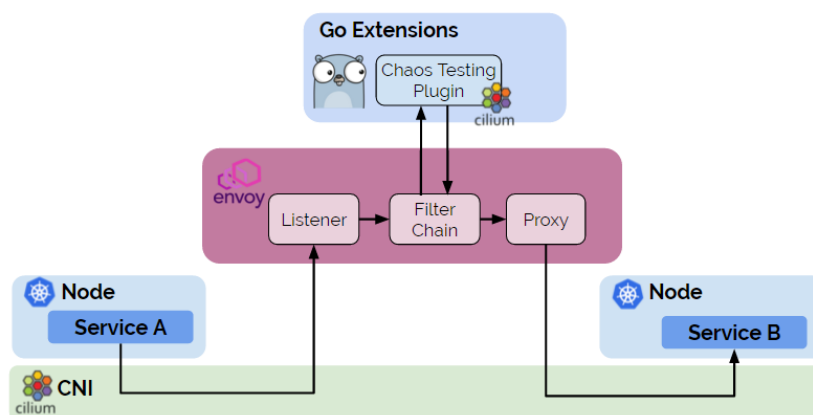 Go Extensions
Chaos Testing
Plugin
cilium
envoy
Listener
Filter
Chain
Proxy
Node
Service A
Node
Service B
CNI
cilium